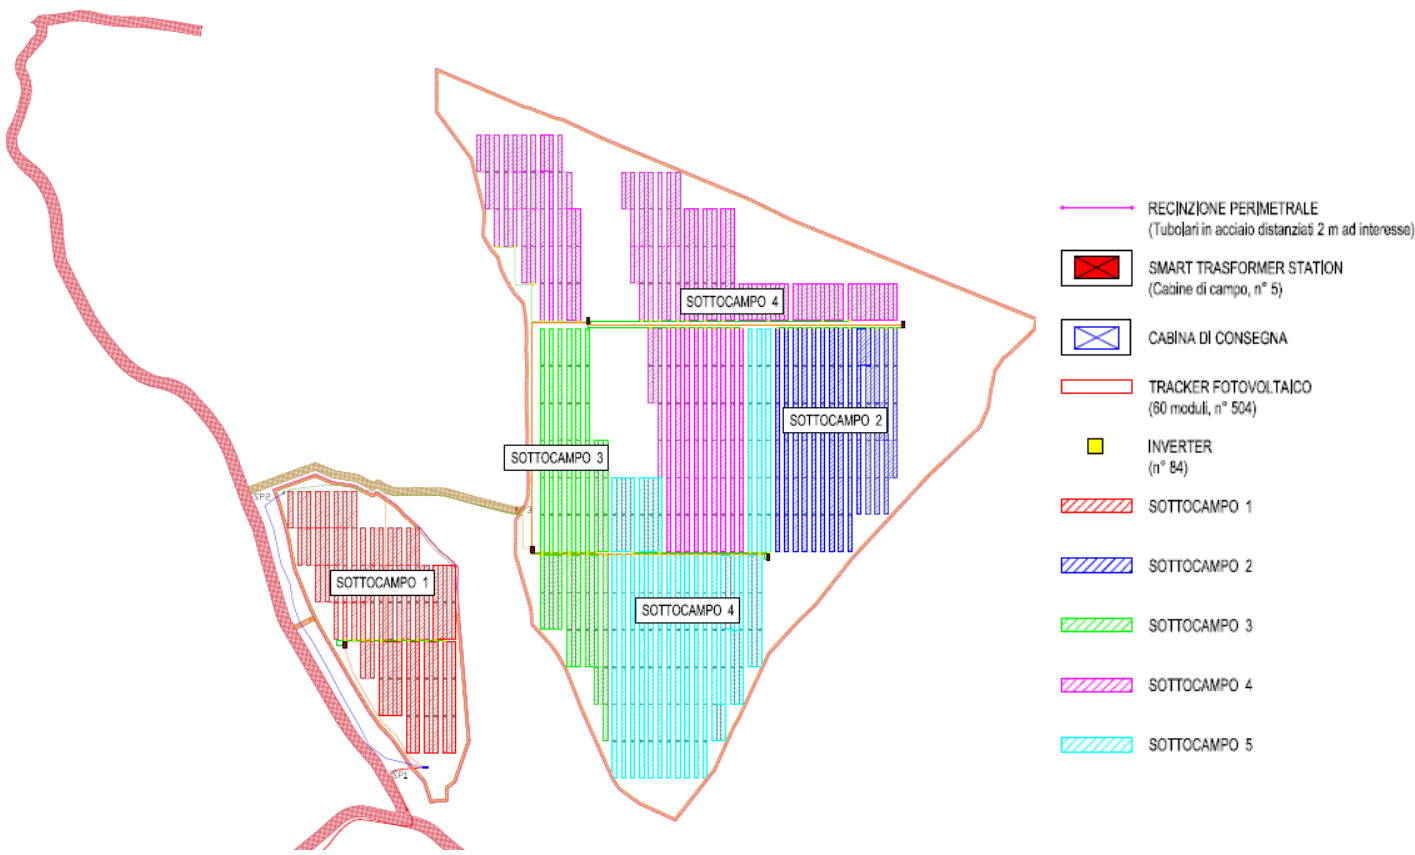 SOTTOCAMPO 4
SOTTOCAMPO 2
SOTTOCAMPO 3
SP2
SOTTOCAMPO 1
SOTTOCAMPO 4
SP1
RECINZIONE PERIMETRALE
(Tubolari in acciaio distanziati 2 m ad interesse)
SMART TRASFORMER STATION
(Cabine di campo, n° 5)
CABINA DI CONSEGNA
TRACKER FOTOVOLTAICO
(60 moduli, n° 504)
INVERTER
(n° 84)
SOTTOCAMPO 1
SOTTOCAMPO 2
SOTTOCAMPO 3
SOTTOCAMPO 4
SOTTOCAMPO 5